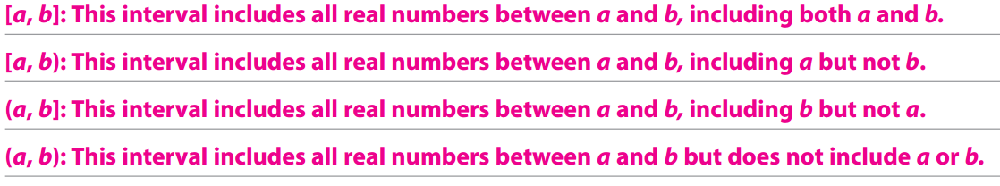 [a, b]: This interval includes all real numbers between a and b, including both a and b.
[a, b): This interval includes all real numbers between a and b, including a but not b.
(a, b]: This interval includes all real numbers between a and b, including b but not a.
(a, b): This interval includes all real numbers between a and b but does not include a or b.